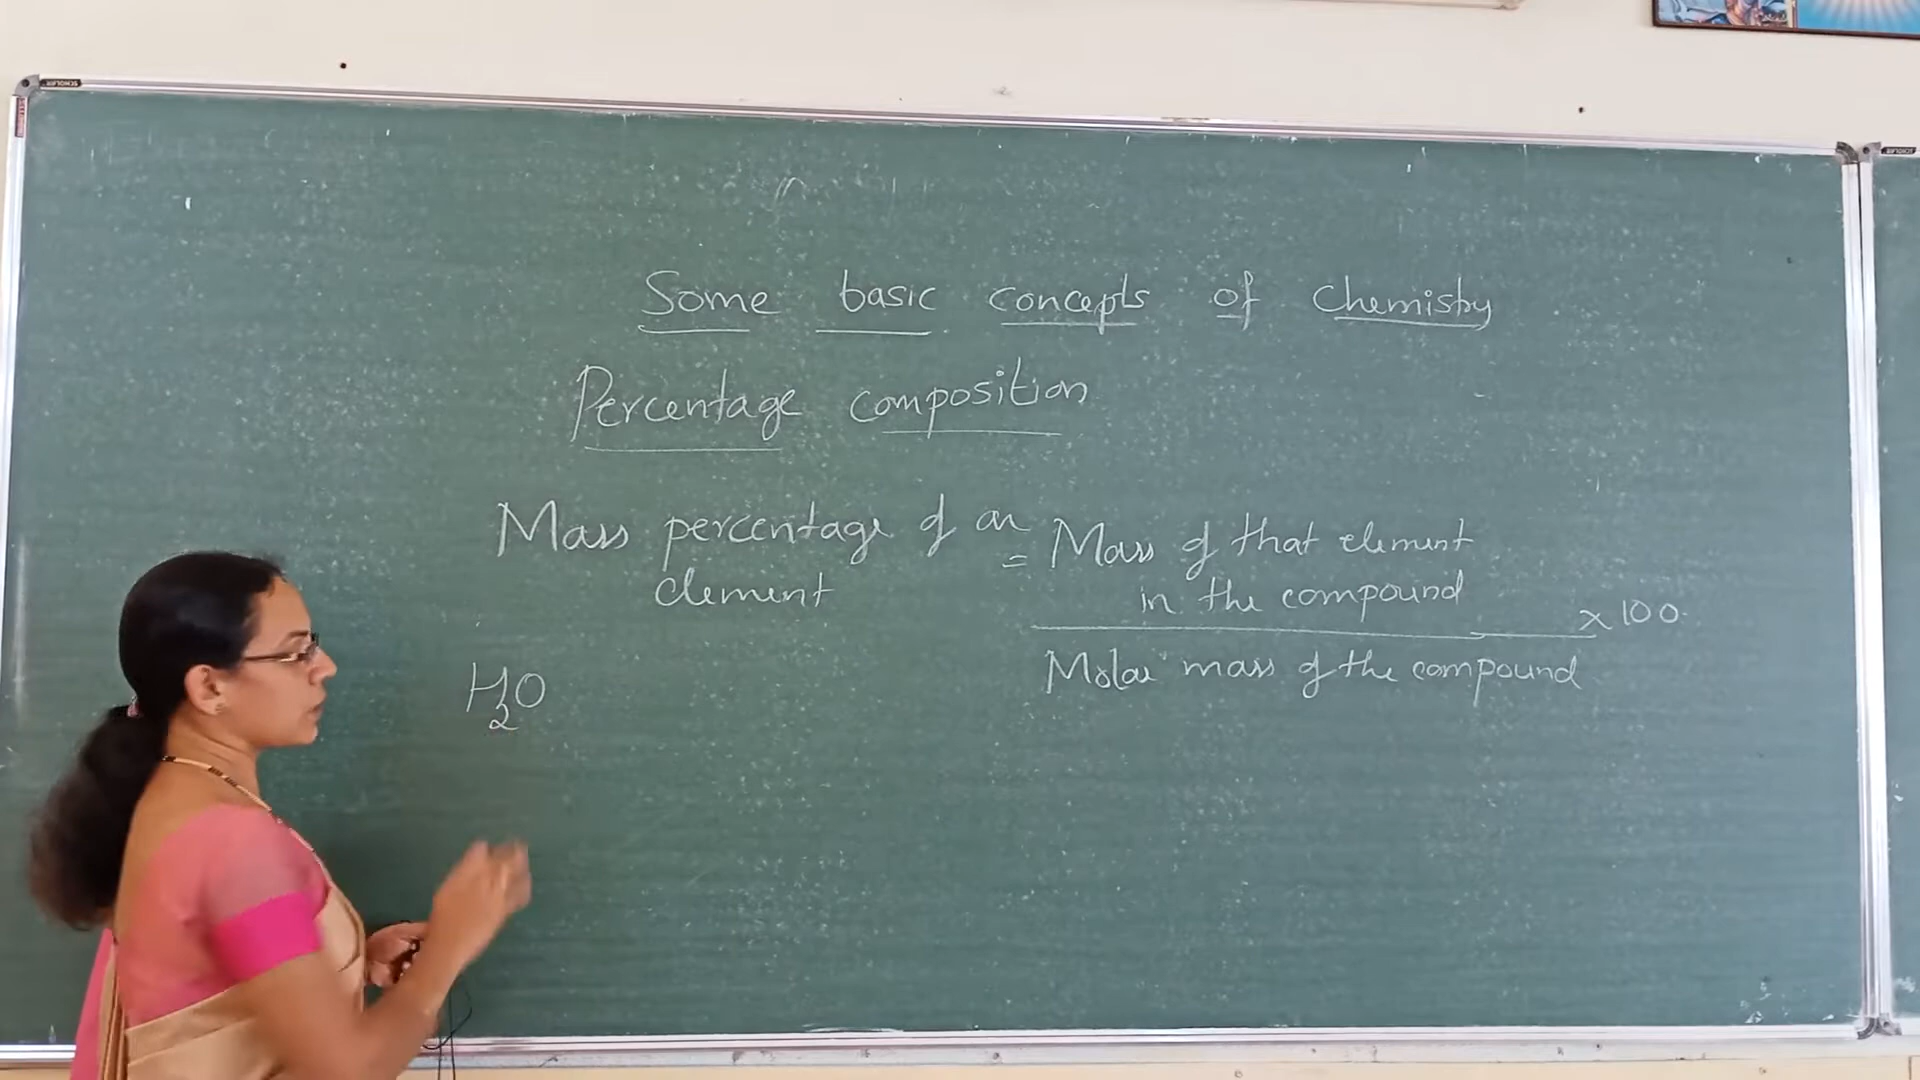 Some basic concepts of Chemistry
Percentage composition
Mass percentage of an element = Mass of that element
in the compound
x 100
Molar mass of the compound
H2O